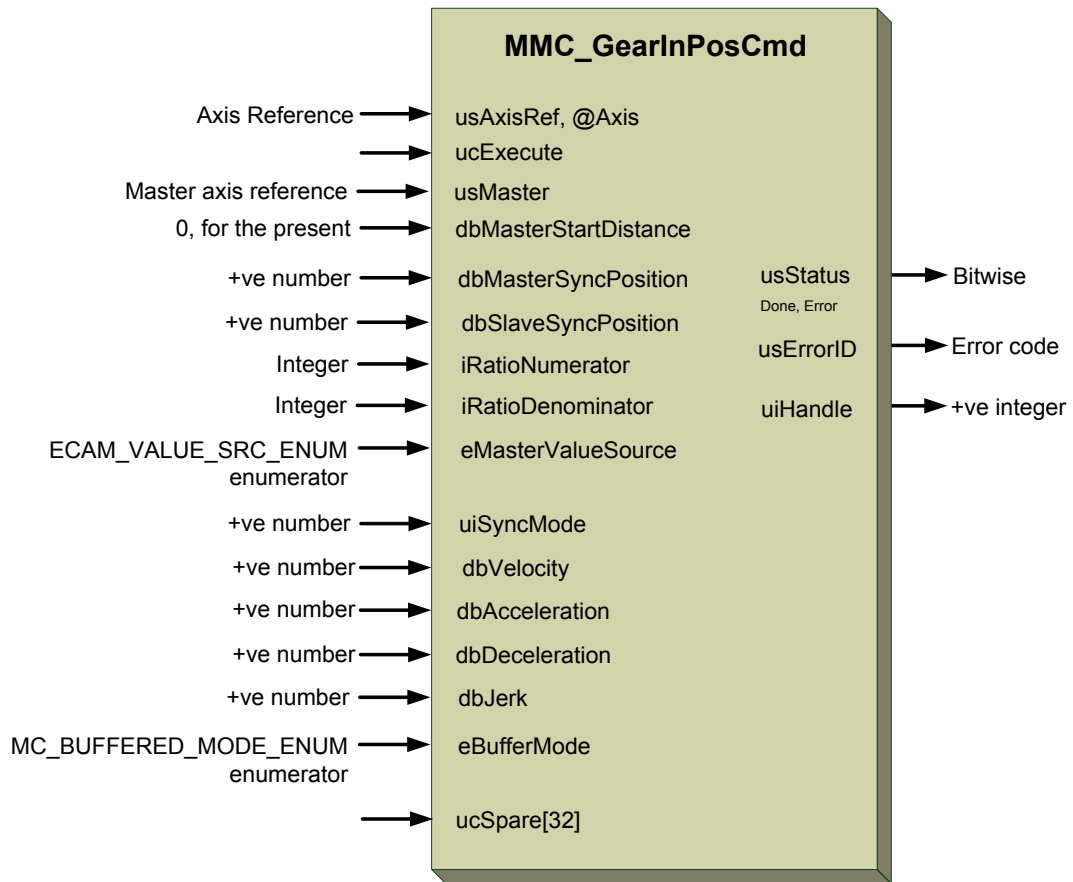 MMC_GearInPosCmd
Axis Reference usAxisRef, @Axis
ucExecute
Master axis reference usMaster
0, for the present dbMasterStartDistance
+ve number dbMasterSyncPosition usStatus Bitwise
Done, Error
+ve number dbSlaveSyncPosition
usErrorID Error code
Integer iRatioNumerator
Integer iRatioDenominator uiHandle +ve integer
ECAM_VALUE_SRC_ENUM eMasterValueSource
enumerator
+ve number uiSyncMode
+ve number dbVelocity
+ve number dbAcceleration
+ve number dbDeceleration
+ve number dbJerk
MC_BUFFERED_MODE_ENUM eBufferMode
enumerator
ucSpare[32]